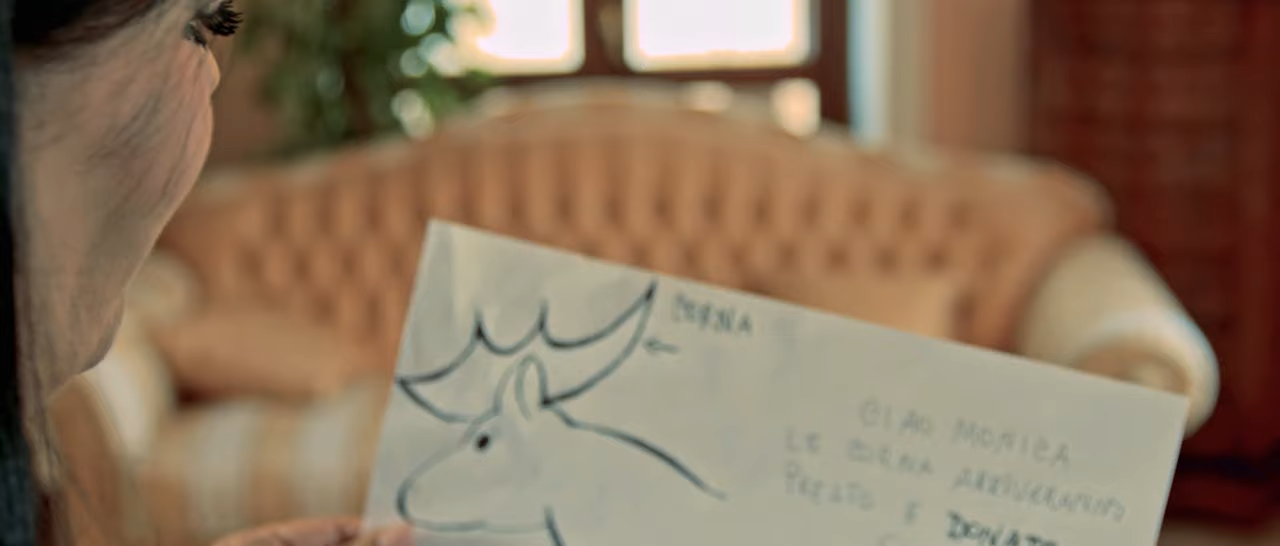 CORNA
CIAO MONICA
LE CORNA ARRIVERANNO
PRESTO E DONATO